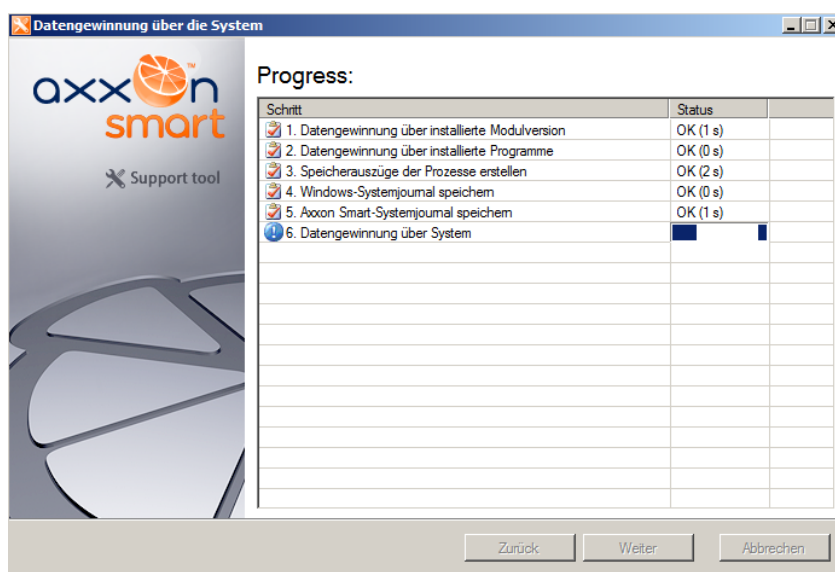 Datengewinnung über die System
axxon™
smart
Support tool
Progress:
Schritt Status
1. Datengewinnung über installierte Modulversion OK (1 s)
2. Datengewinnung über installierte Programme OK (0 s)
3. Speicherauszüge der Prozesse erstellen OK (2 s)
4. Windows-Systemjournal speichern OK (0 s)
5. Axxon Smart-Systemjournal speichern OK (1 s)
6. Datengewinnung über System
Zurück Weiter Abbrechen